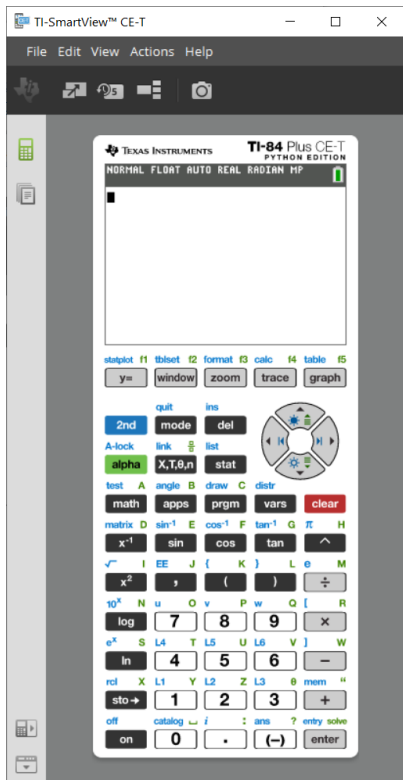 TI-SmartView™ CE-T
File Edit View Actions Help
TEXAS INSTRUMENTS TI-84 Plus CE-T
PYTHON EDITION
NORMAL FLOAT AUTO REAL RADIAN MP
statplot f1 tblset f2 format f3 calc f4 table f5
y= window zoom trace graph
quit ins
2nd mode del
A-lock link list
alpha X,T,θ,n stat
test A angle B draw C distr
math apps prgm vars clear
matrix D sin⁻¹ E cos⁻¹ F tan⁻¹ G π H
x⁻¹ sin cos tan ^
√ I EE J { K } L e M
x² , ( ) ÷
10ˣ N u O v P w Q [ R
log 7 8 9 ×
eˣ S L4 T L5 U L6 V ] W
ln 4 5 6 −
rcl X L1 Y L2 Z L3 θ mem "
sto→ 1 2 3 +
off catalog ⎵ i : ans ? entry solve
on 0 . (−) enter